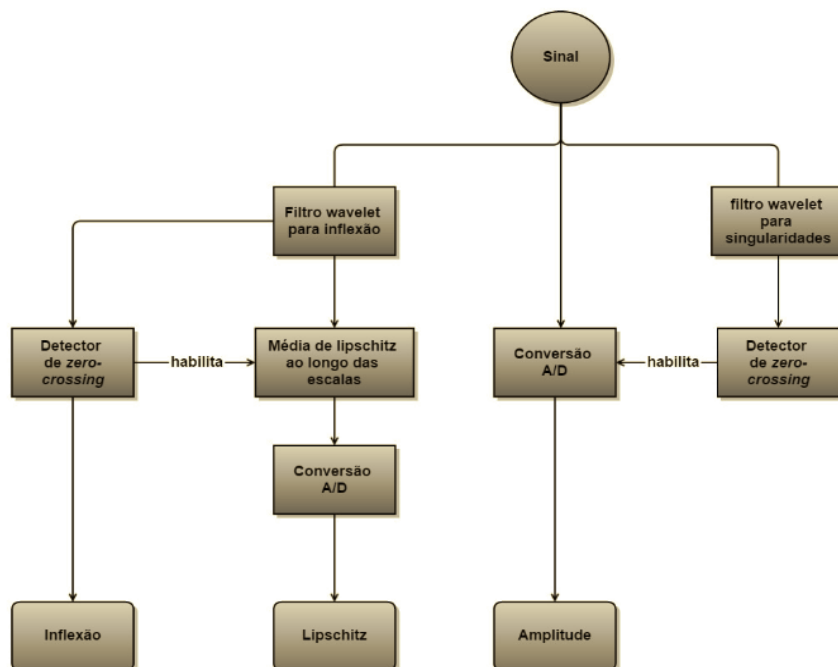 Sinal
Filtro wavelet
para inflexão
filtro wavelet
para
singularidades
Detector
de zero-
crossing
habilita
Média de lipschitz
ao longo das
escalas
Conversão
A/D
habilita
Detector
de zero-
crossing
Conversão
A/D
Inflexão
Lipschitz
Amplitude